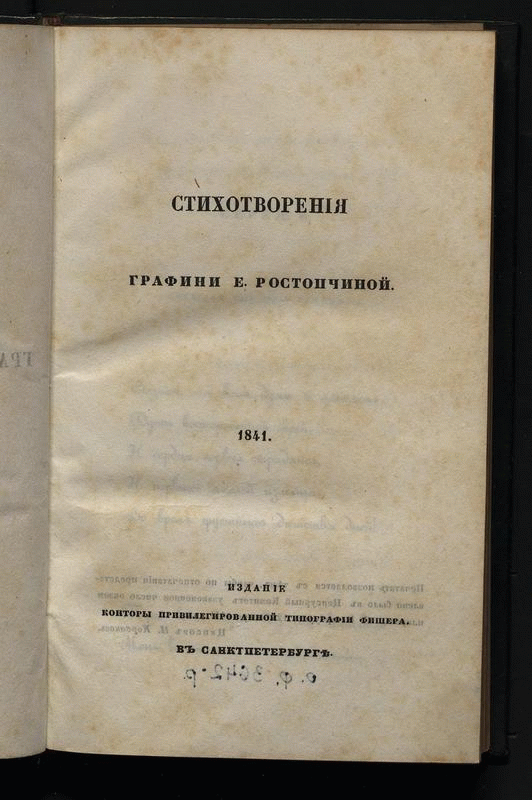 СТИХОТВОРЕНІЯ
ГРАФИНИ Е. РОСТОПЧИНОЙ.
1841.
ИЗДАНІЕ
КОНТОРЫ ПРИВИЛЕГИРОВАННОЙ ТИПОГРАФІИ ФИШЕРА.
ВЪ САНКТПЕТЕРБУРГѢ.